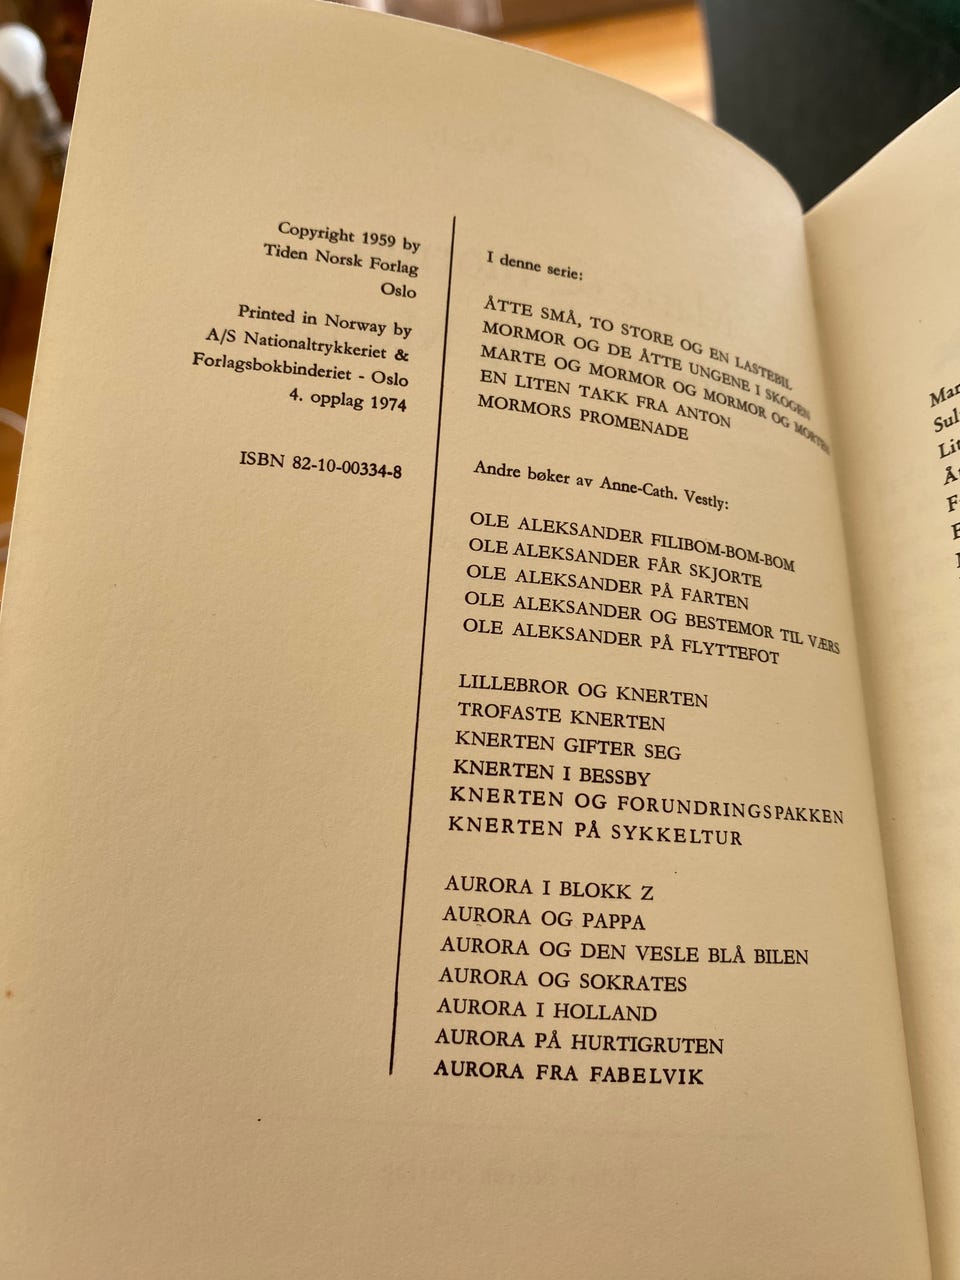 Copyright 1959 by
Tiden Norsk Forlag
Oslo
Printed in Norway by
A/S Nationaltrykkeriet &
Forlagsbokbinderiet - Oslo
4. opplag 1974
ISBN 82-10-00334-8
I denne serie:
ÅTTE SMÅ, TO STORE OG EN LASTEBIL
MORMOR OG DE ÅTTE UNGENE I SKOGEN
MARTE OG MORMOR OG MORMOR OG MORTEN
EN LITEN TAKK FRA ANTON
MORMORS PROMENADE
Andre bøker av Anne-Cath. Vestly:
OLE ALEKSANDER FILIBOM-BOM-BOM
OLE ALEKSANDER FÅR SKJORTE
OLE ALEKSANDER PÅ FARTEN
OLE ALEKSANDER OG BESTEMOR TIL VÆRS
OLE ALEKSANDER PÅ FLYTTEFOT
LILLEBROR OG KNERTEN
TROFASTE KNERTEN
KNERTEN GIFTER SEG
KNERTEN I BESSBY
KNERTEN OG FORUNDRINGSPAKKEN
KNERTEN PÅ SYKKELTUR
AURORA I BLOKK Z
AURORA OG PAPPA
AURORA OG DEN VESLE BLÅ BILEN
AURORA OG SOKRATES
AURORA I HOLLAND
AURORA PÅ HURTIGRUTEN
AURORA FRA FABELVIK